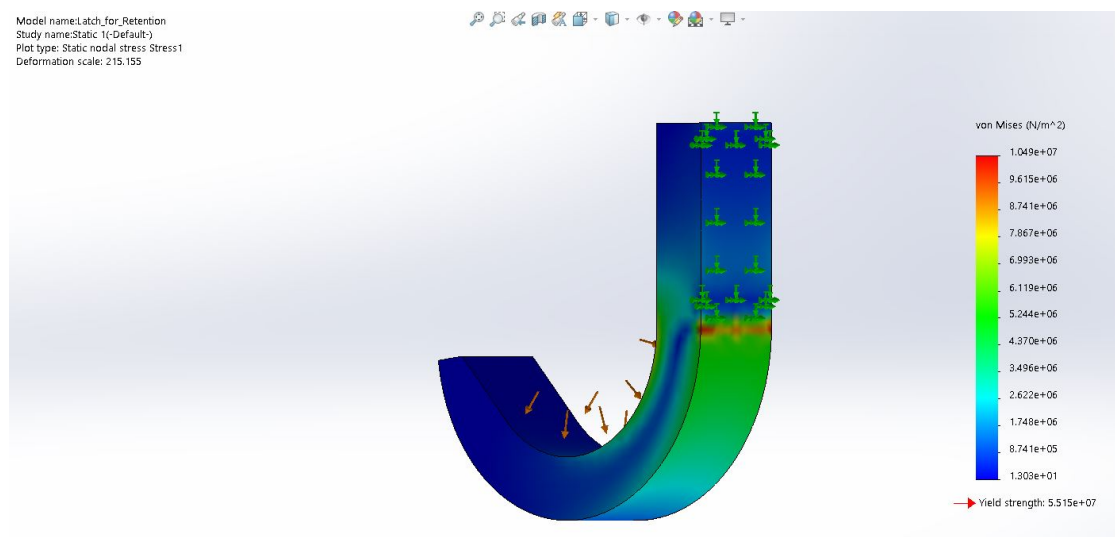 Model name:Latch_for_Retention
Study name:Static 1(-Default-)
Plot type: Static nodal stress Stress1
Deformation scale: 215.155
von Mises (N/m^2)
1.049e+07
9.615e+06
8.741e+06
7.867e+06
6.993e+06
6.119e+06
5.244e+06
4.370e+06
3.496e+06
2.622e+06
1.748e+06
8.741e+05
1.303e+01
Yield strength: 5.515e+07